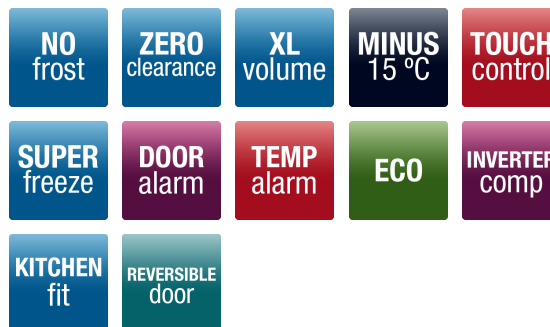 NO
frost
ZERO
clearance
XL
volume
MINUS
15 ºC
TOUCH
control
SUPER
freeze
DOOR
alarm
TEMP
alarm
ECO
INVERTER
comp
KITCHEN
fit
REVERSIBLE
door